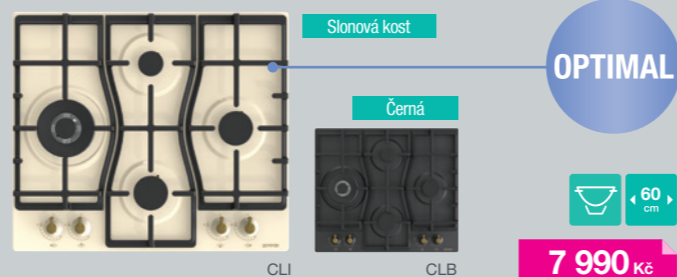 Slonová kost
OPTIMAL
Černá
60
cm
CLI
CLB
7 990 Kč